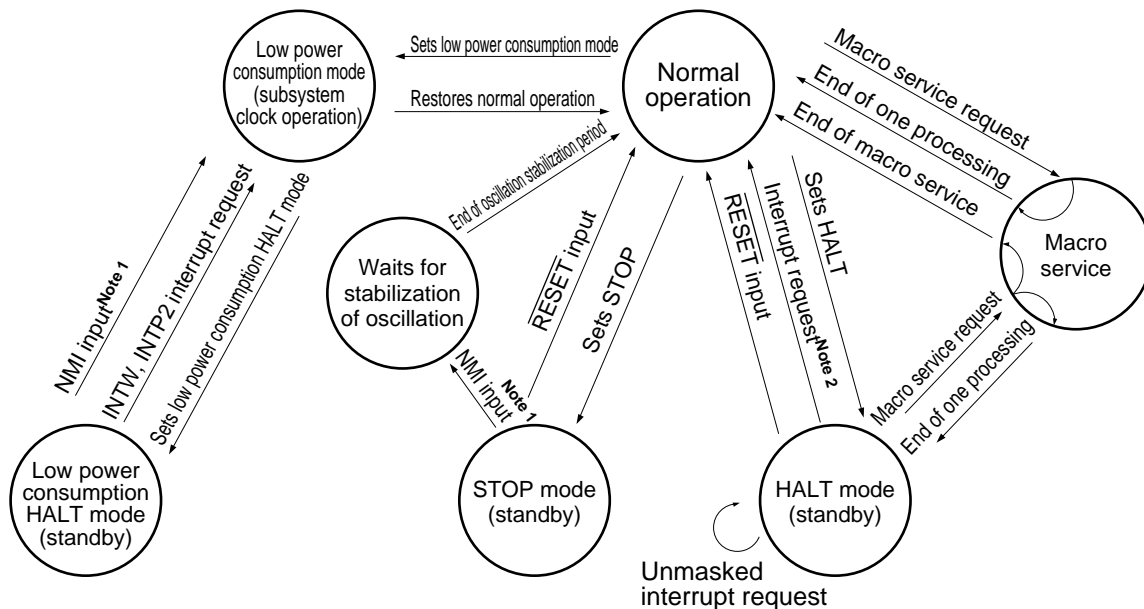 Low power
consumption mode
(subsystem
clock operation)
Sets low power consumption mode
Restores normal operation
Normal
operation
Macro service request
End of one processing
End of macro service
Macro
service
End of oscillation stabilization period
Waits for
stabilization
of oscillation
NMI input Note 1
INTW, INTP2 interrupt request
Sets low power consumption HALT mode
RESET input
Sets STOP
NMI input Note 1
RESET input
Interrupt request Note 2
Sets HALT
Macro service request
End of one processing
Low power
consumption
HALT mode
(standby)
STOP mode
(standby)
HALT mode
(standby)
Unmasked
interrupt request